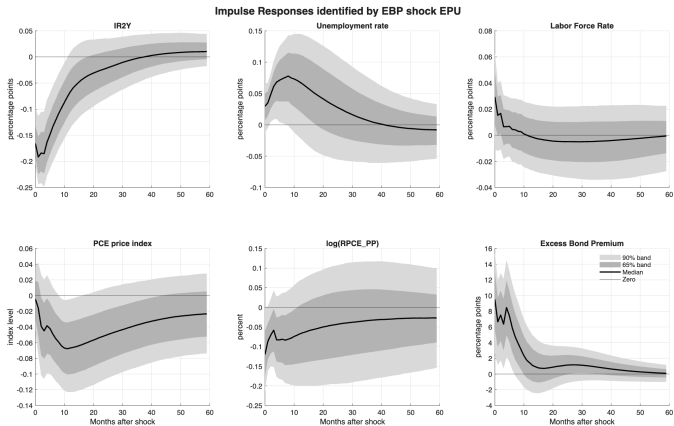 Impulse Responses identified by EBP shock EPU
IR2Y
percentage points
0.05
0
-0.05
-0.1
-0.15
-0.2
-0.25
0 10 20 30 40 50 60
Unemployment rate
percentage points
0.15
0.1
0.05
0
0.05
0.1
0 10 20 30 40 50 60
Labor Force Rate
percentage points
0.08
0.06
0.04
0.02
0
-0.02
-0.04
0 10 20 30 40 50 60
PCE price index
index level
0.04
0.02
0
-0.02
-0.04
-0.06
-0.08
-0.1
-0.12
0.14
0 10 20 30 40 50 60
Months after shock
log(RPCE_PP)
percent
0.15
0.1
0.05
0
-0.05
-0.1
-0.15
-0.2
-0.25
0 10 20 30 40 50 60
Months after shock
Excess Bond Premium
90% band
65% band
Median
Zero
percentage points
16
14
12
10
8
6
4
2
0
-2
-4
0 10 20 30 40 50 60
Months after shock